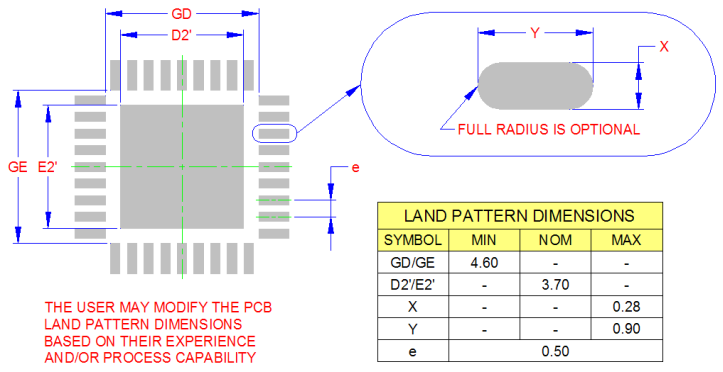 GD
D2'
Y
X
FULL RADIUS IS OPTIONAL
GE
E2'
e
LAND PATTERN DIMENSIONS
SYMBOL MIN NOM MAX
GD/GE 4.60 - -
D2'/E2' - 3.70 -
X - - 0.28
Y - - 0.90
e 0.50
THE USER MAY MODIFY THE PCB
LAND PATTERN DIMENSIONS
BASED ON THEIR EXPERIENCE
AND/OR PROCESS CAPABILITY